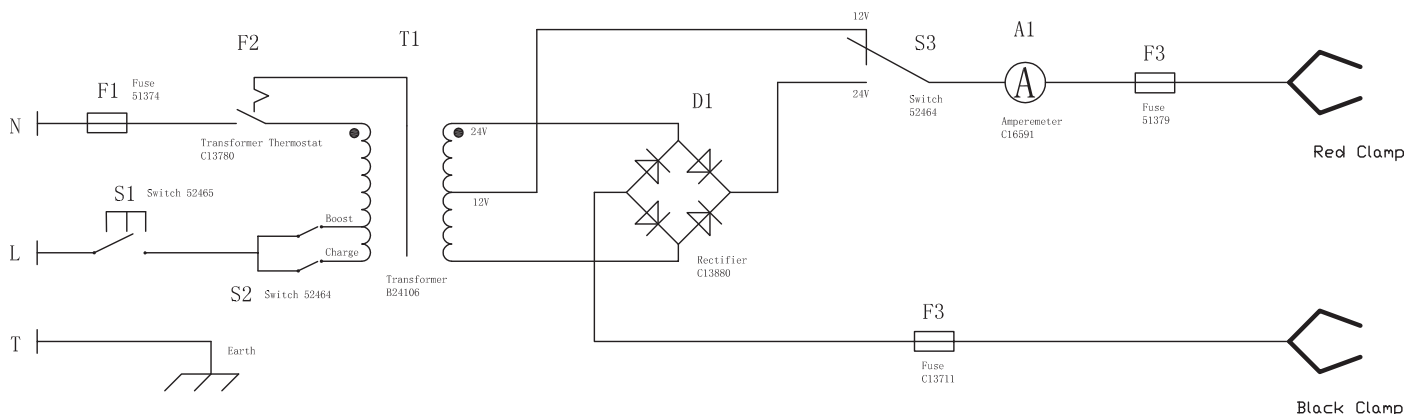 12V
F2
T1
S3
A1
F3
F1
Fuse
51374
D1
24V
Switch
52464
Fuse
51379
Amperemeter
C16591
N
24V
Transformer Thermostat
C13780
Red Clamp
S1
Switch 52465
12V
Boost
L
Charge
Transformer
B24106
Rectifier
C13880
S2
Switch 52464
F3
T
Earth
Fuse
C13711
Black Clamp
A